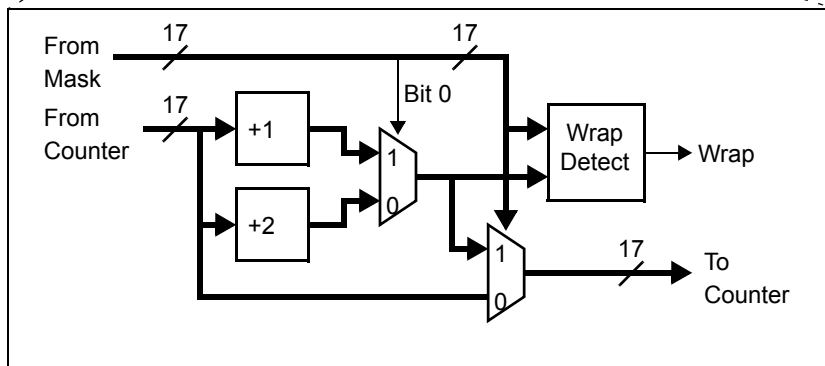 From
Mask
17
17
From
Counter
17
Bit 0
+1
+2
1
0
Wrap
Detect
Wrap
1
0
17
To
Counter